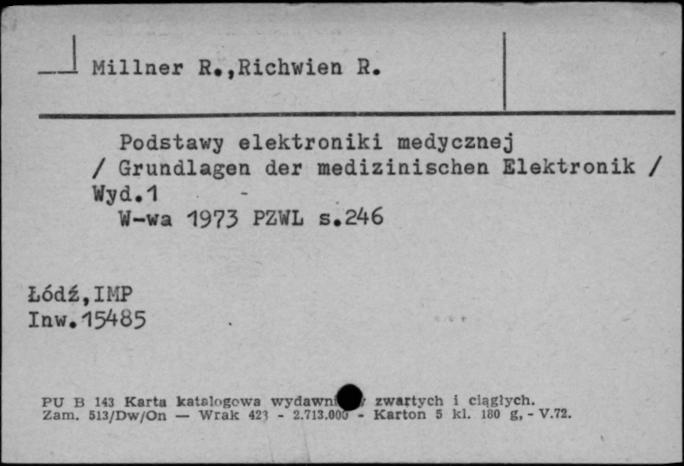 Millner R.,Richwien R.
Podstawy elektroniki medycznej
/ Grundlagen der medizinischen Elektronik /
Wyd.1 -
W-wa 1973 PZWL s.246
Łódź,IMP
Inw.15485
PU B 143 Karta katalogowa zwartych i ciągłych.
Zam. 513/Dw/On — Wrak 423 - 2.713.000 - Karton 5 kl. 180 g, - V.72.